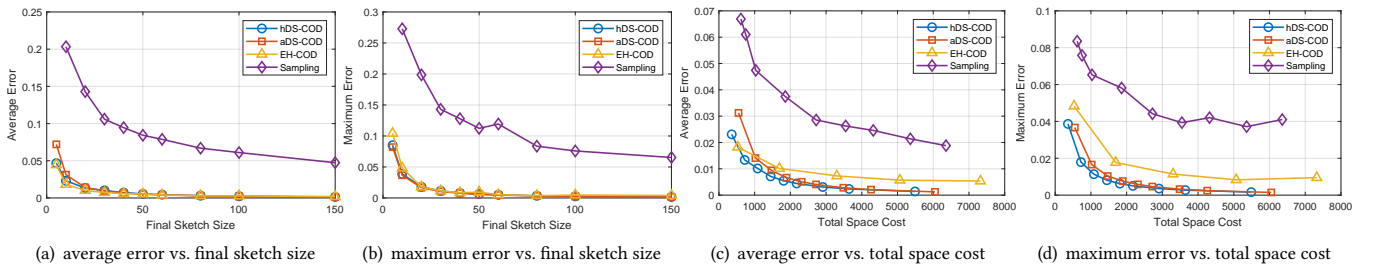 0.25
0.2
0.15
0.1
0.05
0
0
50
100
150
Average Error
Final Sketch Size
hDS-COD
aDS-COD
EH-COD
Sampling
(a) average error vs. final sketch size
0.3
0.25
0.2
0.15
0.1
0.05
0
0
50
100
150
Maximum Error
Final Sketch Size
hDS-COD
aDS-COD
EH-COD
Sampling
(b) maximum error vs. final sketch size
0.07
0.06
0.05
0.04
0.03
0.02
0.01
0
0
1000
2000
3000
4000
5000
6000
7000
8000
Average Error
Total Space Cost
hDS-COD
aDS-COD
EH-COD
Sampling
(c) average error vs. total space cost
0.1
0.08
0.06
0.04
0.02
0
0
1000
2000
3000
4000
5000
6000
7000
8000
Maximum Error
Total Space Cost
hDS-COD
aDS-COD
EH-COD
Sampling
(d) maximum error vs. total space cost